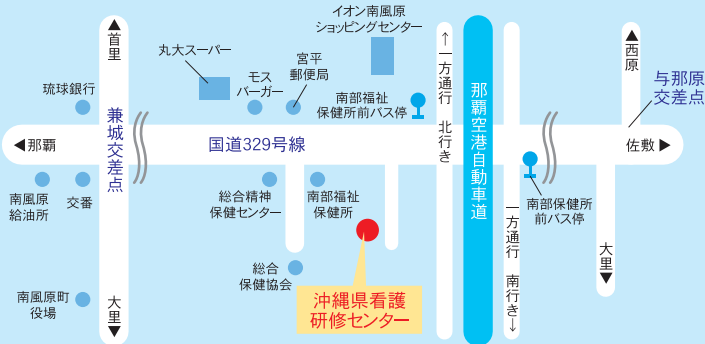 ▲首里
丸大スーパー
モス
バーガー
宮平
郵便局
イオン南風原
ショッピングセンター
←一方通行 北行き
那覇空港自動車道
▲西原
与那原
交差点
琉球銀行
兼城交差点
南部福祉
保健所前バス停
◀那覇
国道329号線
佐敷▶
南風原
給油所
交番
総合精神
保健センター
南部福祉
保健所
南部保健所
前バス停
一方通行 南行き→
総合
保健協会
沖縄県看護
研修センター
南風原町
役場
大里▼
大里▼